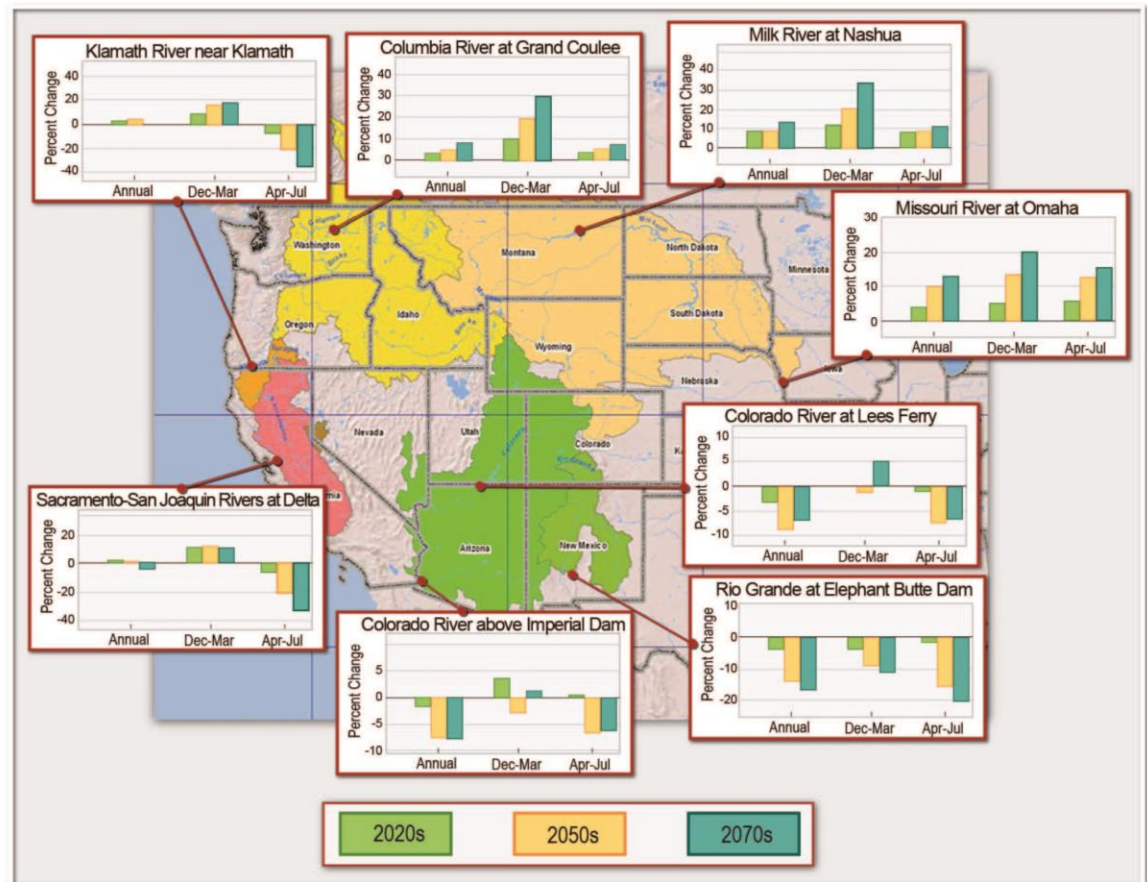 Klamath River near Klamath
Percent Change
40
20
0
-20
-40
Annual
Dec-Mar
Apr-Jul
Columbia River at Grand Coulee
Percent Change
40
30
20
10
0
Annual
Dec-Mar
Apr-Jul
Milk River at Nashua
Percent Change
40
30
20
10
0
Annual
Dec-Mar
Apr-Jul
Missouri River at Omaha
Percent Change
30
20
10
0
Annual
Dec-Mar
Apr-Jul
Washington
Montana
North Dakota
Minnesota
Oregon
Idaho
South Dakota
Wyoming
Iowa
Nebraska
Nevada
Utah
Colorado
Arizona
New Mexico
Colorado River at Lees Ferry
Percent Change
10
5
0
-5
-10
Annual
Dec-Mar
Apr-Jul
Sacramento-San Joaquin Rivers at Delta
Percent Change
20
0
-20
-40
Annual
Dec-Mar
Apr-Jul
Rio Grande at Elephant Butte Dam
Percent Change
10
0
-10
-20
Annual
Dec-Mar
Apr-Jul
Colorado River above Imperial Dam
Percent Change
5
0
-5
-10
Annual
Dec-Mar
Apr-Jul
2020s
2050s
2070s